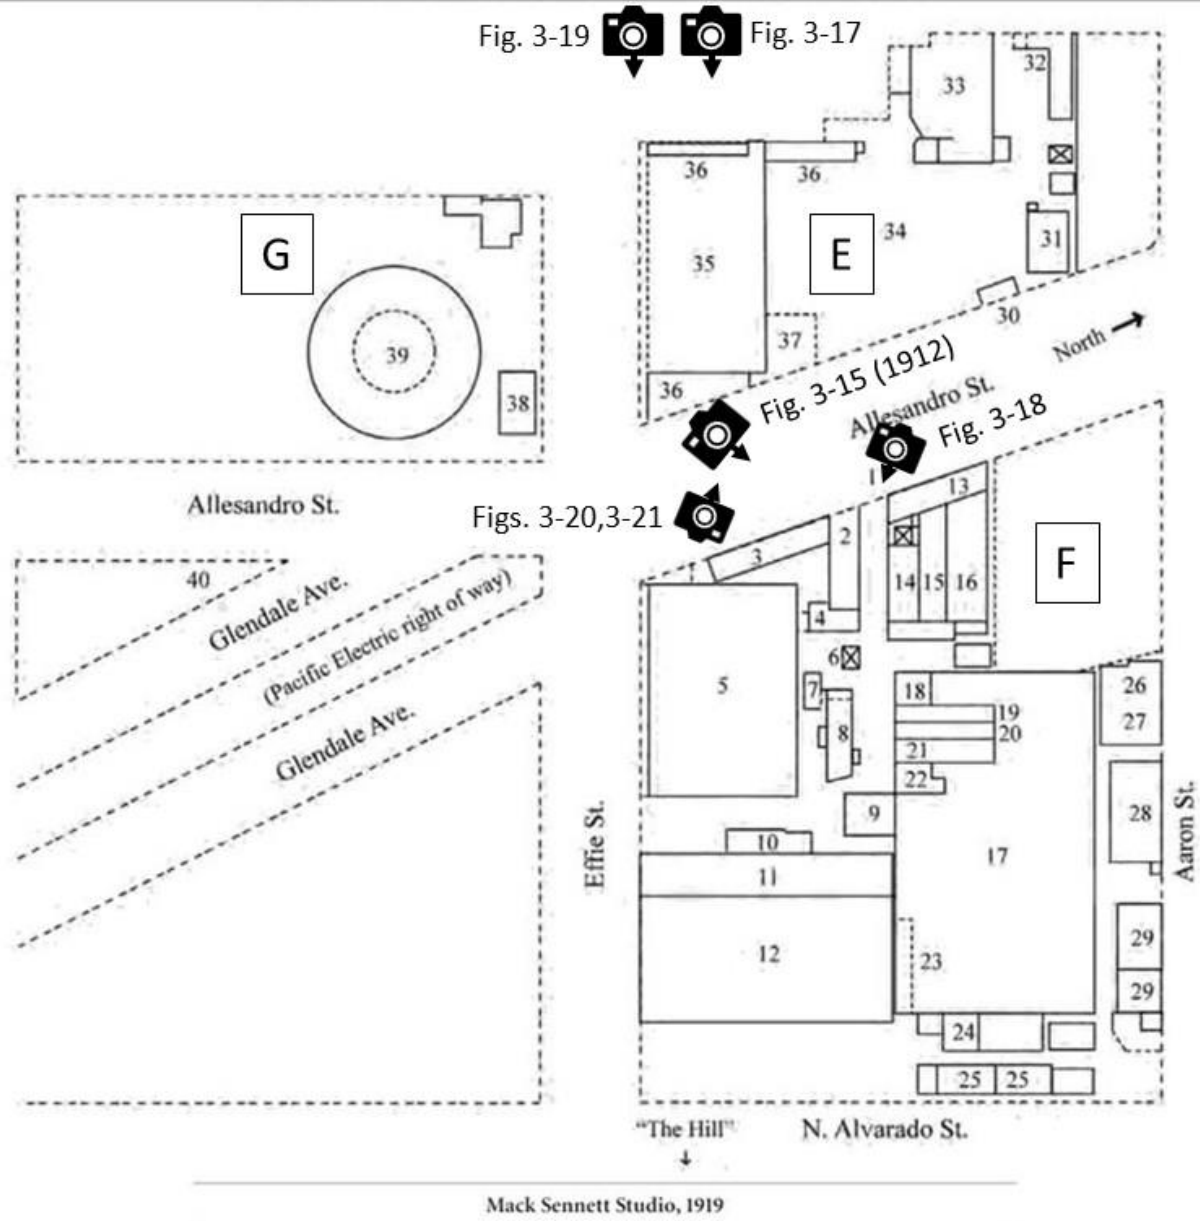 Fig. 3-19
Fig. 3-17
32
33
36
36
34
E
G
31
35
30
37
39
North
38
36
Fig. 3-15 (1912)
Allesandro St.
Fig. 3-18
1
13
Allesandro St.
Figs. 3-20,3-21
2
3
F
40
14
15
16
Glendale Ave.
(Pacific Electric right of way)
4
6
5
7
18
26
19
27
8
20
Glendale Ave.
21
22
9
28
Effie St.
Aaron St.
10
17
11
12
23
29
29
24
25
25
"The Hill"
N. Alvarado St.
Mack Sennett Studio, 1919